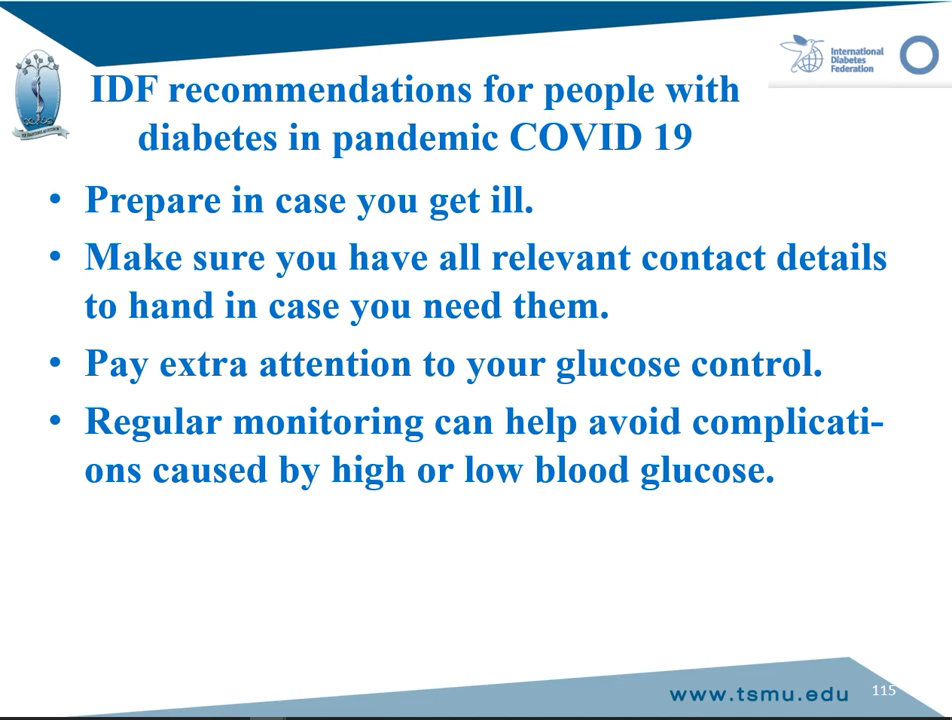 International
Diabetes
Federation
IDF recommendations for people with
diabetes in pandemic COVID 19
• Prepare in case you get ill.
• Make sure you have all relevant contact details
to hand in case you need them.
• Pay extra attention to your glucose control.
• Regular monitoring can help avoid complicati-
ons caused by high or low blood glucose.
www.tsmu.edu
115